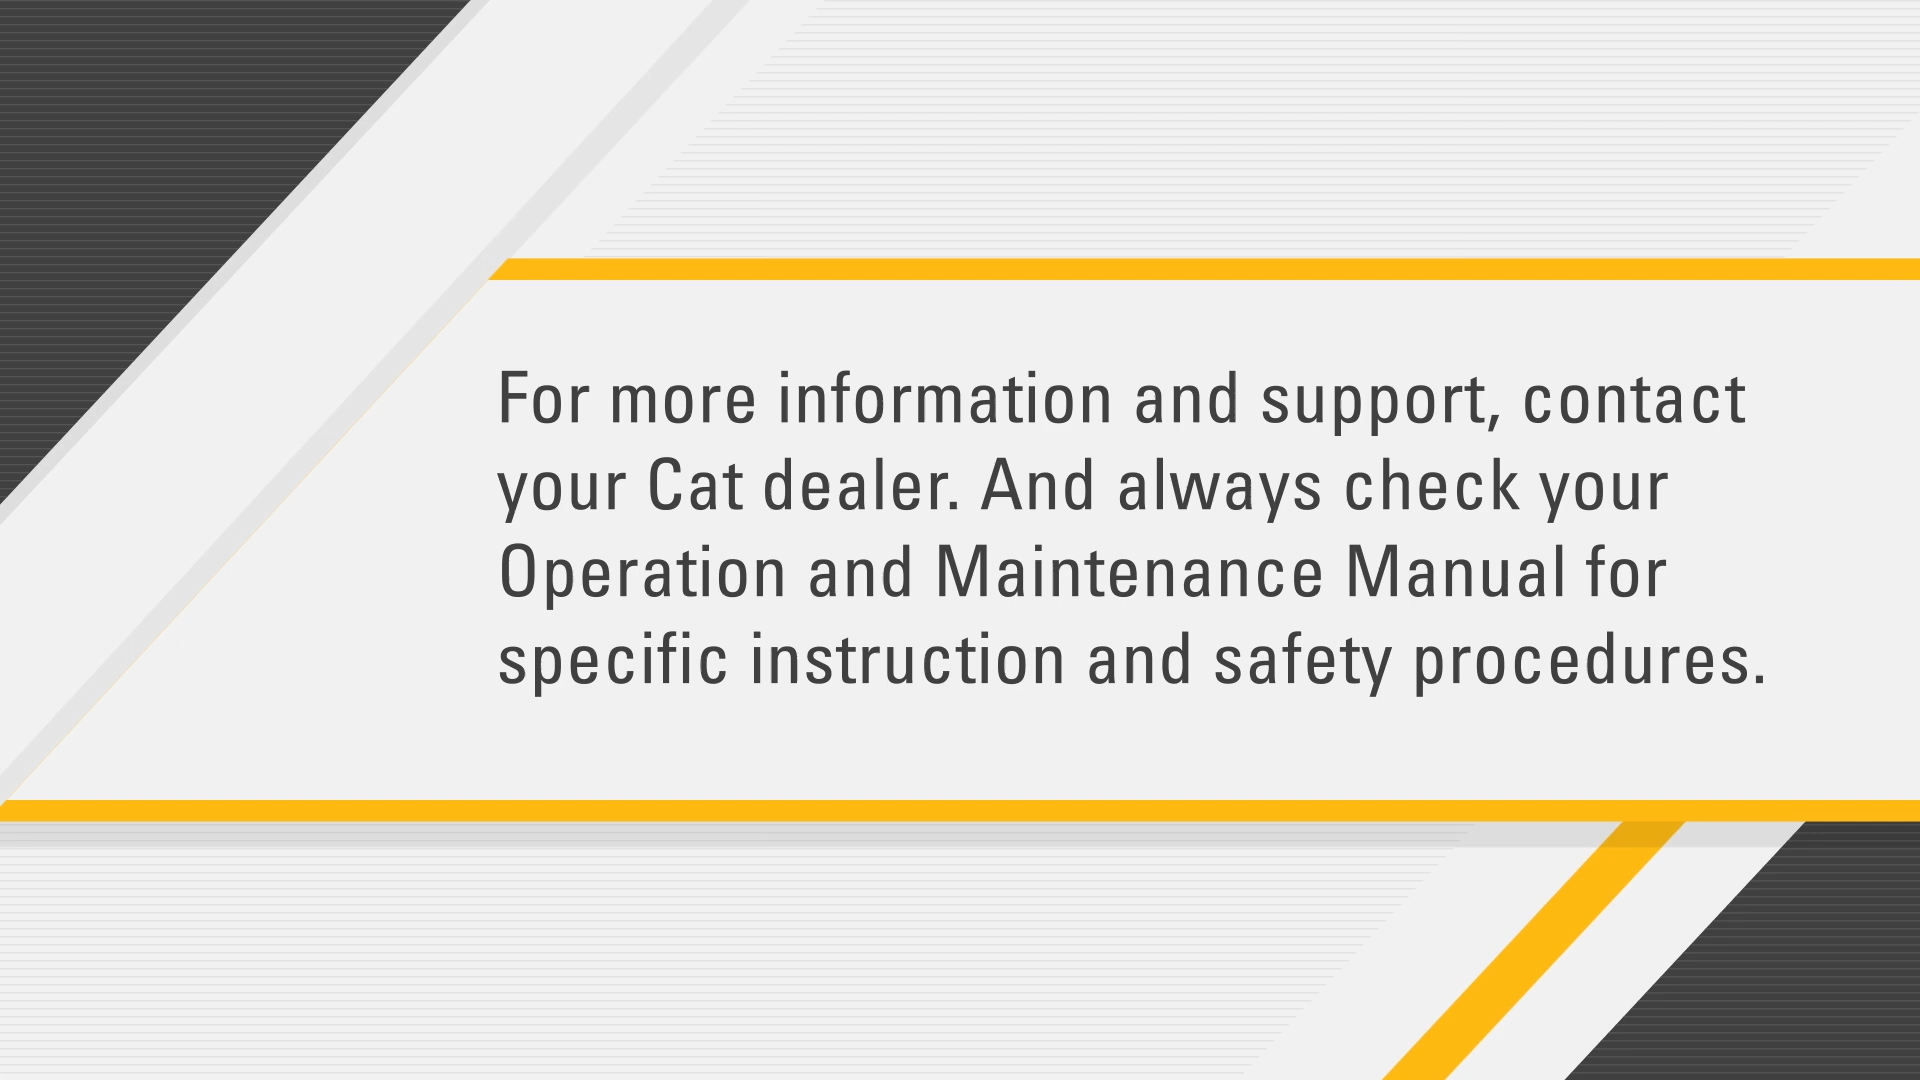 For more information and support, contact
your Cat dealer. And always check your
Operation and Maintenance Manual for
specific instruction and safety procedures.